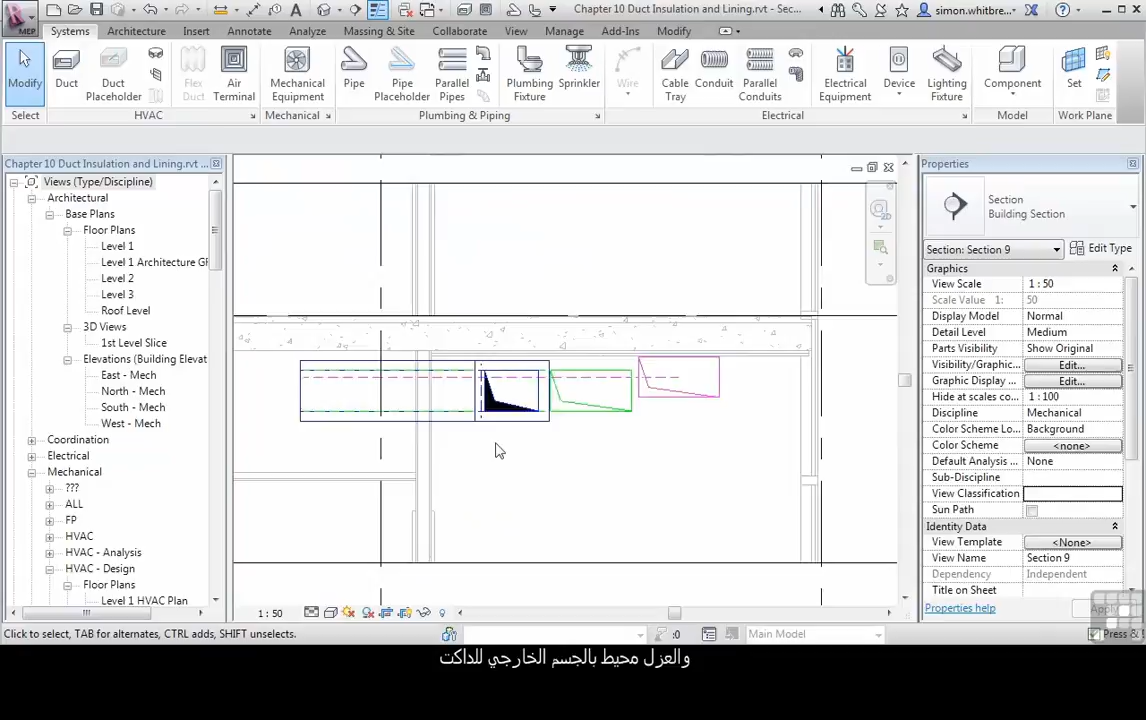 Chapter 10 Duct Insulation and Lining.rvt - Sec...
simon.whitbre...
MEP
Systems Architecture Insert Annotate Analyze Massing & Site Collaborate View Manage Add-Ins Modify
Modify
Duct
Duct Placeholder
Flex Duct
Air Terminal
Mechanical Equipment
Pipe
Pipe Placeholder
Parallel Pipes
Plumbing Fixture
Sprinkler
Wire
Cable Tray
Conduit
Parallel Conduits
Electrical Equipment
Device
Lighting Fixture
Component
Set
Select HVAC Mechanical Plumbing & Piping Electrical Model Work Plane
Chapter 10 Duct Insulation and Lining.rvt ...
Views (Type/Discipline)
Architectural
Base Plans
Floor Plans
Level 1
Level 1 Architecture GF
Level 2
Level 3
Roof Level
3D Views
1st Level Slice
Elevations (Building Elevat
East - Mech
North - Mech
South - Mech
West - Mech
Coordination
Electrical
Mechanical
???
ALL
FP
HVAC
HVAC - Analysis
HVAC - Design
Floor Plans
Level 1 HVAC Plan
1 : 50
Properties
Section
Building Section
Section: Section 9
Edit Type
Graphics
View Scale 1 : 50
Scale Value 1: 50
Display Model Normal
Detail Level Medium
Parts Visibility Show Original
Visibility/Graphic... Edit...
Graphic Display ... Edit...
Hide at scales co... 1 : 100
Discipline Mechanical
Color Scheme Lo... Background
Color Scheme <none>
Default Analysis ... None
Sub-Discipline
View Classification
Sun Path
Identity Data
View Template <None>
View Name Section 9
Dependency Independent
Title on Sheet
Properties help
Apply
Click to select, TAB for alternates, CTRL adds, SHIFT unselects.
:0
Main Model
Press &
والعزل محيط بالجسم الخارجي للداكت